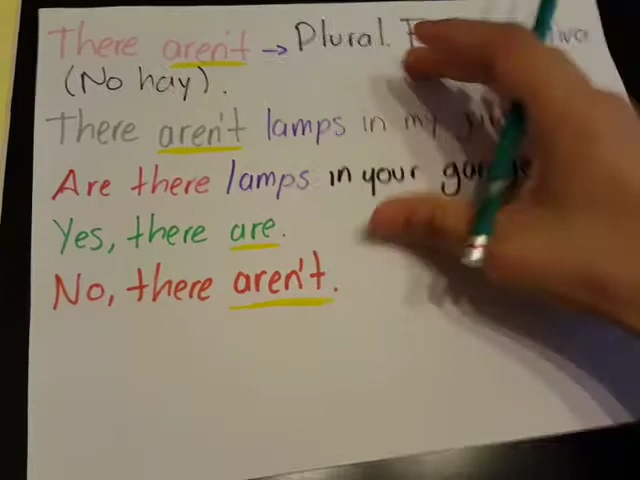 There aren't → Plural.
(No hay).
There aren't lamps in my
Are there lamps in your
Yes, there are.
No, there aren't.